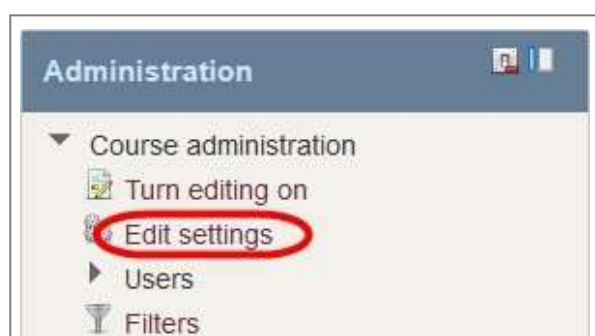 Administration
Course administration
Turn editing on
Edit settings
Users
Filters